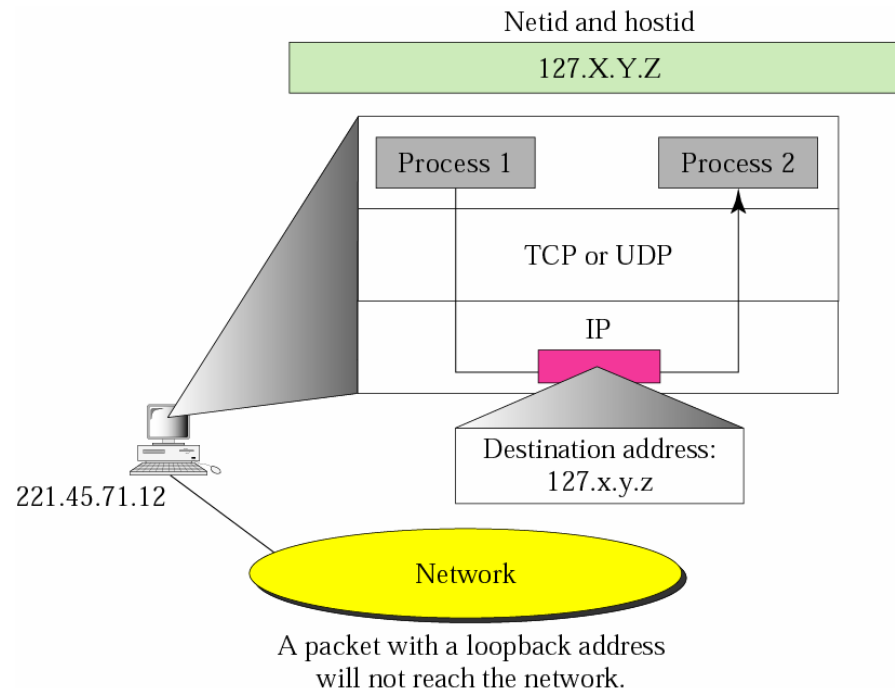 Netid and hostid
127.X.Y.Z
Process 1
Process 2
TCP or UDP
IP
Destination address:
127.x.y.z
221.45.71.12
Network
A packet with a loopback address
will not reach the network.